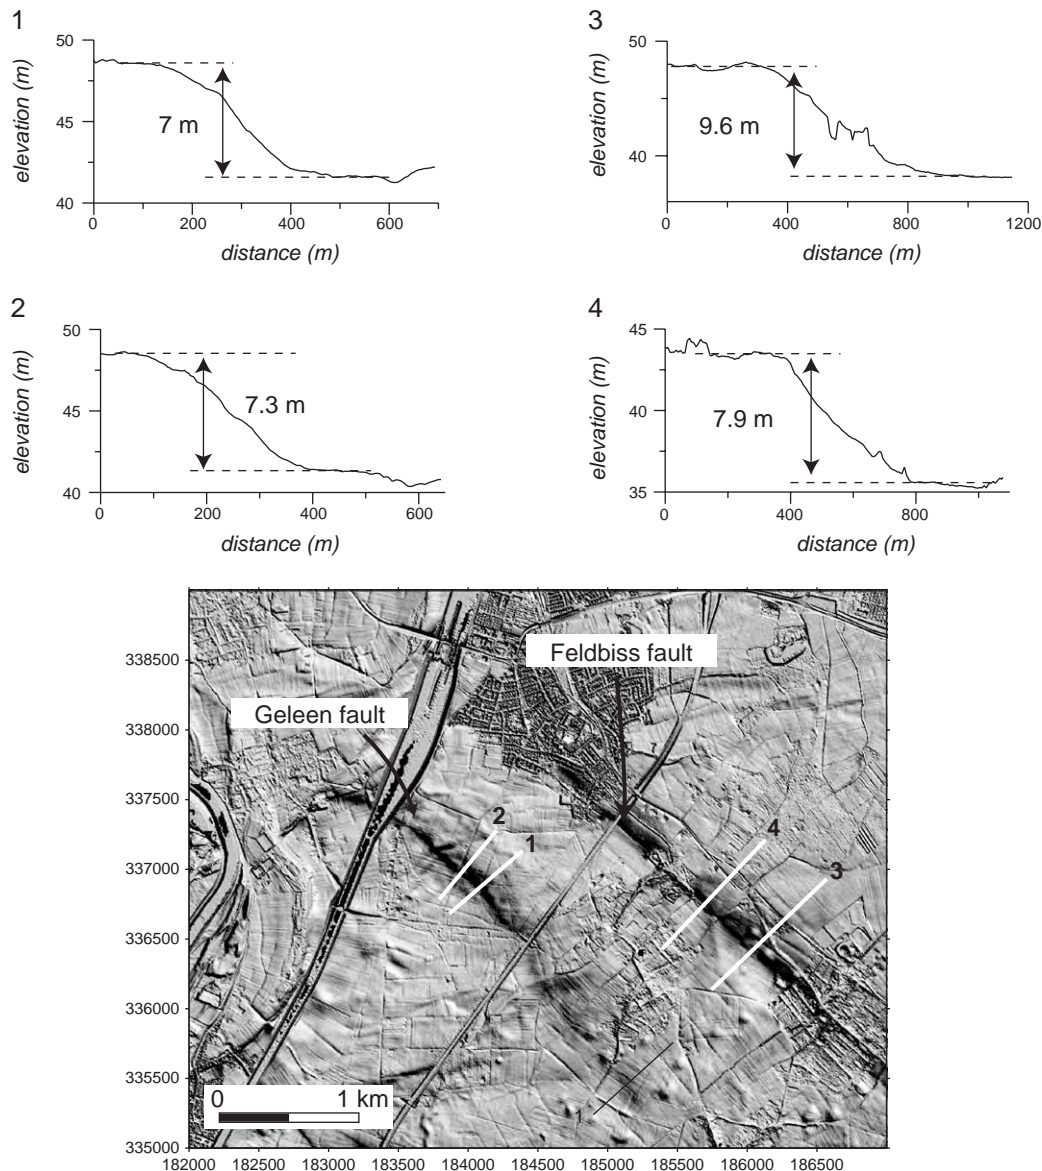 1
50
45
40
elevation (m)
7 m
0
200
400
600
distance (m)
3
50
40
elevation (m)
9.6 m
0
400
800
1200
distance (m)
2
50
45
40
elevation (m)
7.3 m
0
200
400
600
distance (m)
4
45
40
35
elevation (m)
7.9 m
0
400
800
distance (m)
338500
338000
337500
337000
336500
336000
335500
335000
Feldbiss fault
Geleen fault
2
1
4
3
1
0 1 km
182000 182500 183000 183500 184000 184500 185000 185500 186000 186500